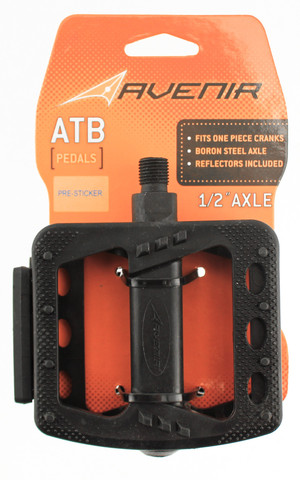 AVENIR
ATB
[PEDALS]
PRE-STICKER
• FITS ONE PIECE CRANKS
• BORON STEEL AXLE
• REFLECTORS INCLUDED
1/2" AXLE